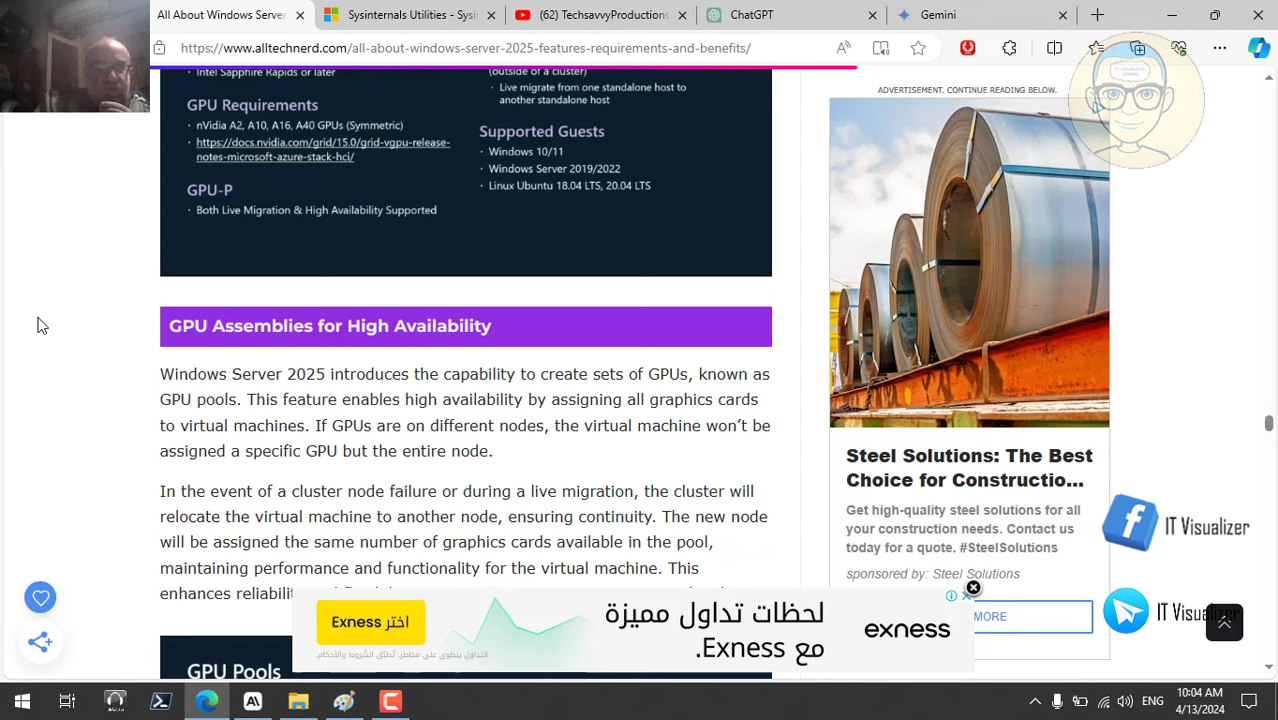 All About Windows Server
Sysinternals Utilities - Sysi
(62) TechsavvyProductions
ChatGPT
Gemini
https://www.alltechnerd.com/all-about-windows-server-2025-features-requirements-and-benefits/
Intel Sapphire Rapids or later
GPU Requirements
nVidia A2, A10, A16, A40 GPUs (Symmetric)
https://docs.nvidia.com/grid/15.0/grid-vgpu-release-
notes-microsoft-azure-stack-hci/
GPU-P
Both Live Migration & High Availability Supported
(outside of a cluster)
Live migrate from one standalone host to
another standalone host
Supported Guests
Windows 10/11
Windows Server 2019/2022
Linux Ubuntu 18.04 LTS, 20.04 LTS
GPU Assemblies for High Availability
Windows Server 2025 introduces the capability to create sets of GPUs, known as
GPU pools. This feature enables high availability by assigning all graphics cards
to virtual machines. If GPUs are on different nodes, the virtual machine won't be
assigned a specific GPU but the entire node.
In the event of a cluster node failure or during a live migration, the cluster will
relocate the virtual machine to another node, ensuring continuity. The new node
will be assigned the same number of graphics cards available in the pool,
maintaining performance and functionality for the virtual machine. This
enhances
GPU Pools
ADVERTISEMENT. CONTINUE READING BELOW.
Steel Solutions: The Best
Choice for Constructio...
Get high-quality steel solutions for all
your construction needs. Contact us
today for a quote. #SteelSolutions
sponsored by: Steel Solutions
MORE
IT Visualizer
IT Visualizer
اختر Exness
لحظات تداول مميزة
مع Exness.
التداول ينطوي على مخاطر. تُطبّق الشروط والأحكام.
exness
ENG
10:04 AM
4/13/2024